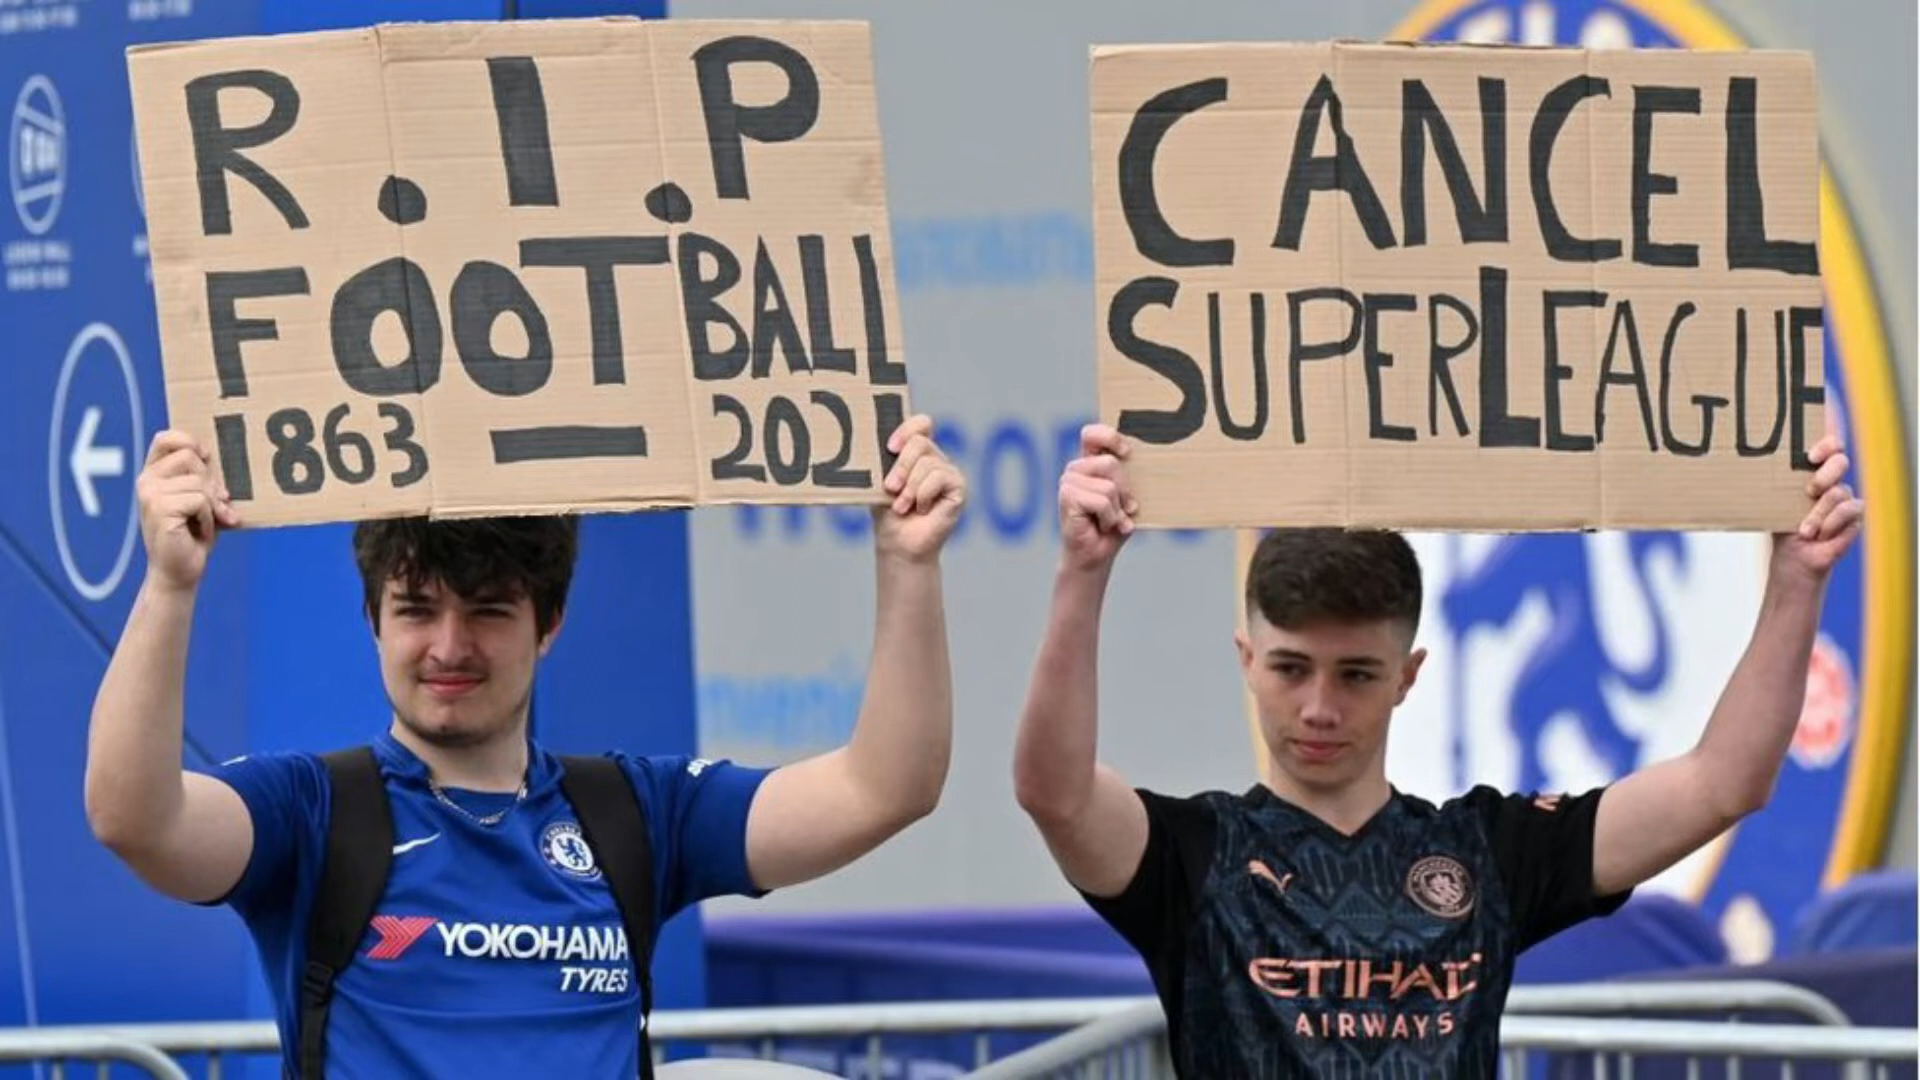 R.I.P
FOOTBALL
1863 — 2021
CANCEL
SUPERLEAGUE
YOKOHAMA
TYRES
ETIHAD
AIRWAYS